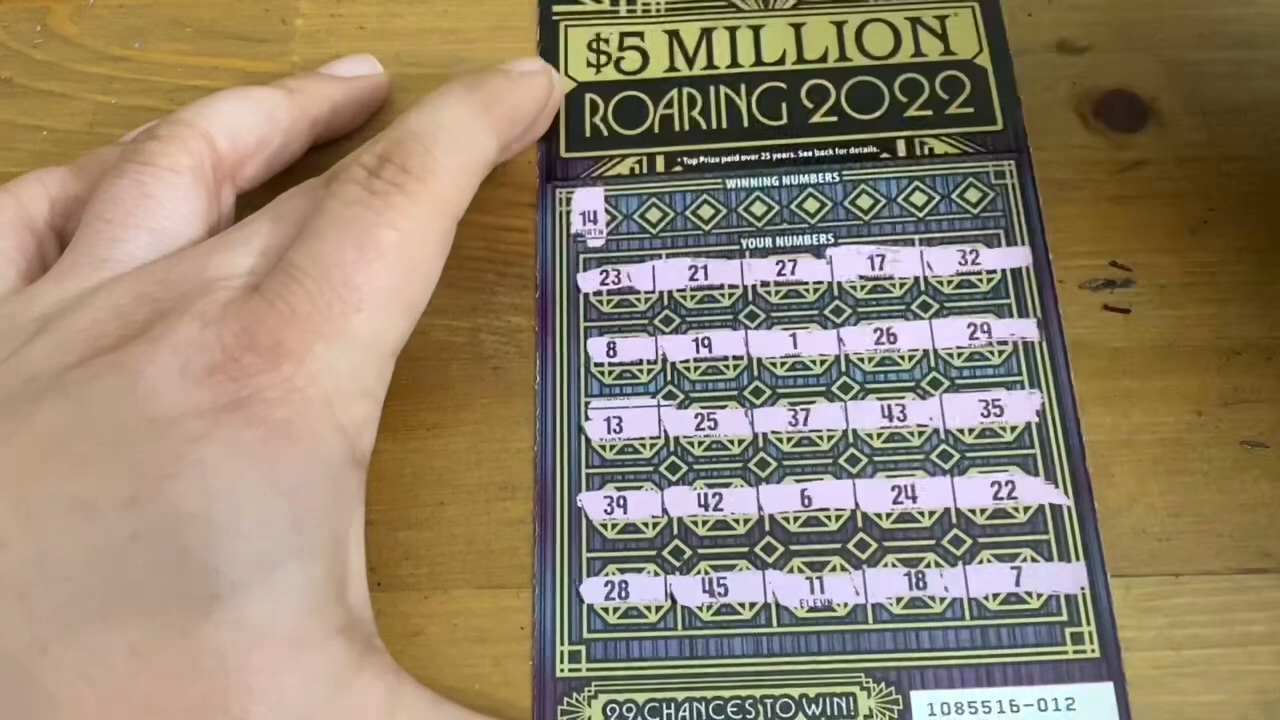 $5 MILLION
ROARING 2022
* Top Prize paid over 25 years. See back for details.
WINNING NUMBERS
14
YOUR NUMBERS
23 21 27 17 32
8 19 1 26 29
13 25 37 43 35
39 42 6 24 22
28 45 11 18 7
ELEVN
29 CHANCES TO WIN!
1085516-012